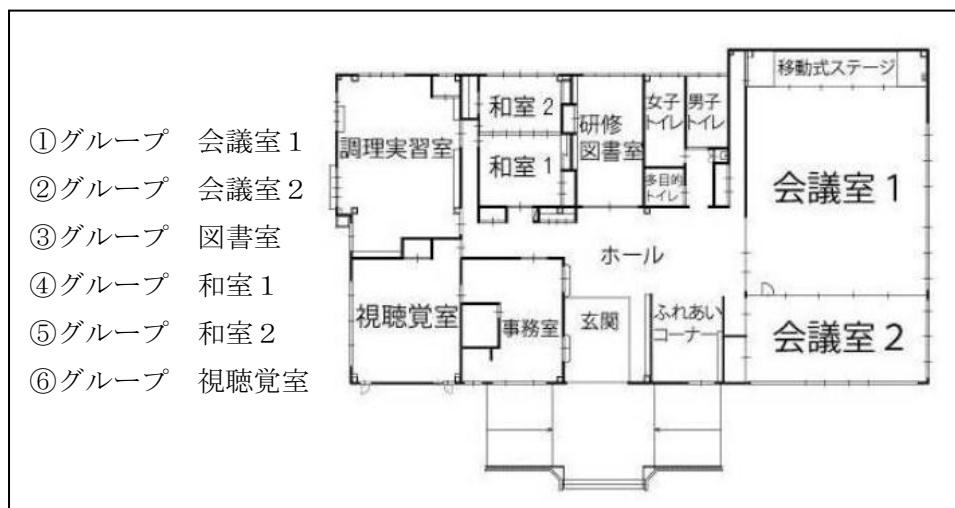 ①グループ　会議室１
②グループ　会議室２
③グループ　図書室
④グループ　和室１
⑤グループ　和室２
⑥グループ　視聴覚室
移動式ステージ
調理実習室
和室2
和室1
研修
図書室
女子
トイレ
男子
トイレ
多目的
トイレ
会議室1
ホール
視聴覚室
事務室
玄関
ふれあい
コーナー
会議室2